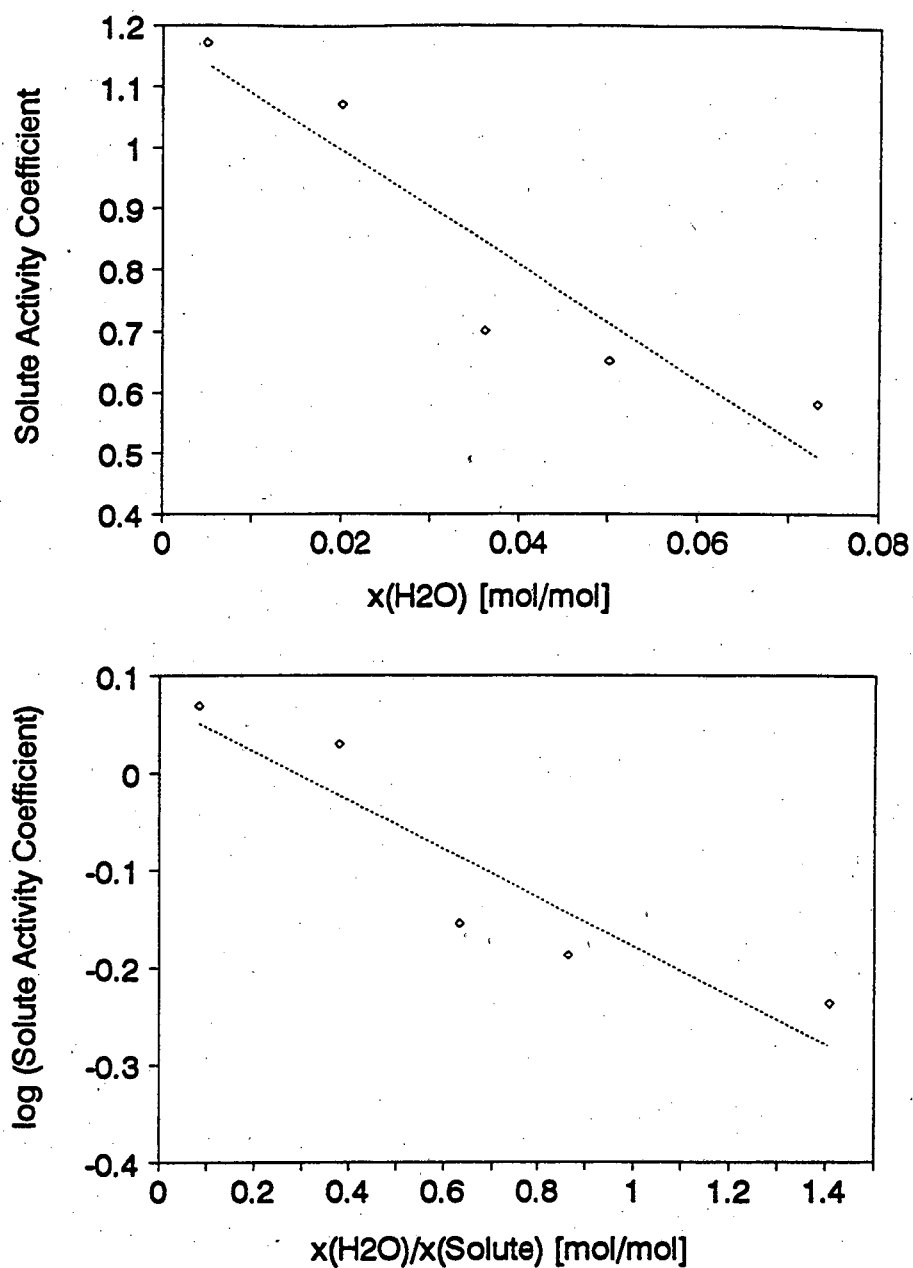 1.2
1.1
1
0.9
0.8
0.7
0.6
0.5
0.4
Solute Activity Coefficient
0 0.02 0.04 0.06 0.08
x(H2O) [mol/mol]
0.1
0
-0.1
-0.2
-0.3
-0.4
log (Solute Activity Coefficient)
0 0.2 0.4 0.6 0.8 1 1.2 1.4
x(H2O)/x(Solute) [mol/mol]